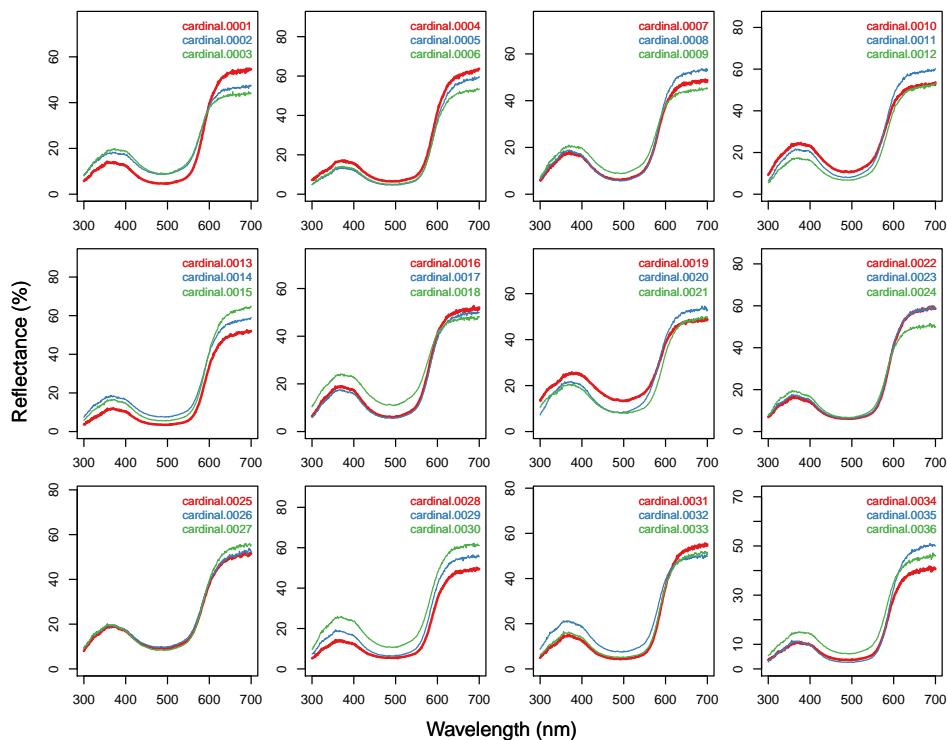 Reflectance (%)
cardinal.0001
cardinal.0002
cardinal.0003
60
40
20
0
300 400 500 600 700
cardinal.0004
cardinal.0005
cardinal.0006
60
40
20
0
300 400 500 600 700
cardinal.0007
cardinal.0008
cardinal.0009
60
40
20
0
300 400 500 600 700
cardinal.0010
cardinal.0011
cardinal.0012
60
40
20
0
300 400 500 600 700
cardinal.0013
cardinal.0014
cardinal.0015
80
60
40
20
0
300 400 500 600 700
cardinal.0016
cardinal.0017
cardinal.0018
60
40
20
0
300 400 500 600 700
cardinal.0019
cardinal.0020
cardinal.0021
60
40
20
0
300 400 500 600 700
cardinal.0022
cardinal.0023
cardinal.0024
80
60
40
20
0
300 400 500 600 700
cardinal.0025
cardinal.0026
cardinal.0027
80
60
40
20
0
300 400 500 600 700
cardinal.0028
cardinal.0029
cardinal.0030
80
60
40
20
0
300 400 500 600 700
cardinal.0031
cardinal.0032
cardinal.0033
80
60
40
20
0
300 400 500 600 700
cardinal.0034
cardinal.0035
cardinal.0036
70
50
30
10
0
300 400 500 600 700
Wavelength (nm)